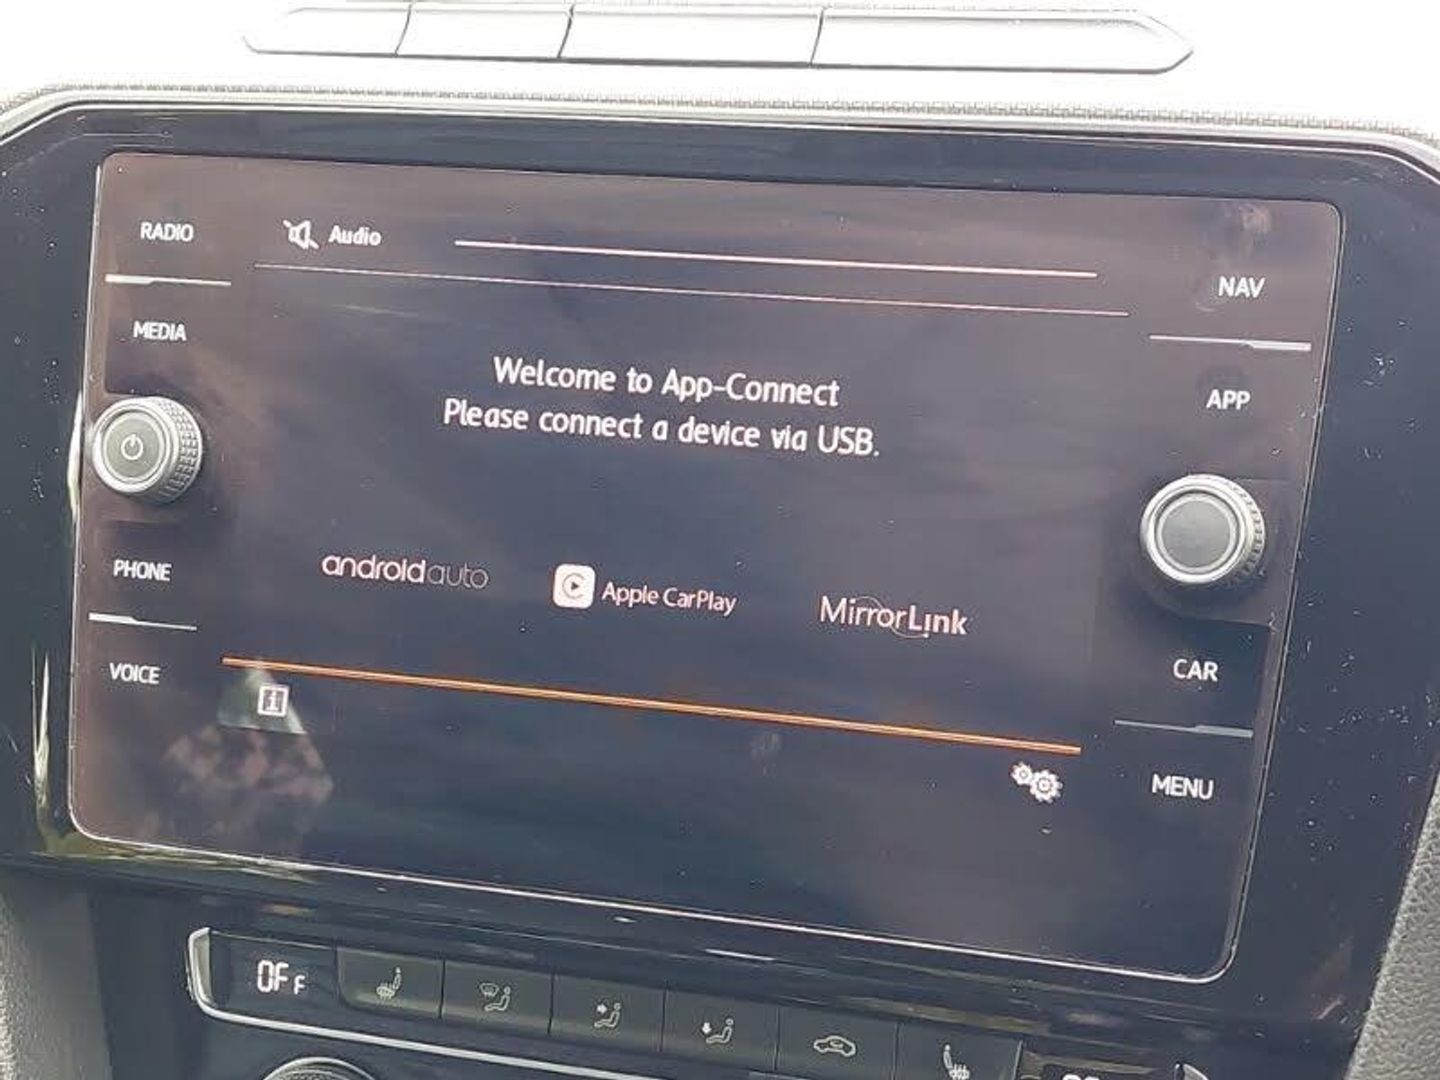 RADIO
Audio
NAV
MEDIA
Welcome to App-Connect
Please connect a device via USB.
APP
PHONE
androidauto
Apple CarPlay
MirrorLink
VOICE
CAR
i
MENU
OFF